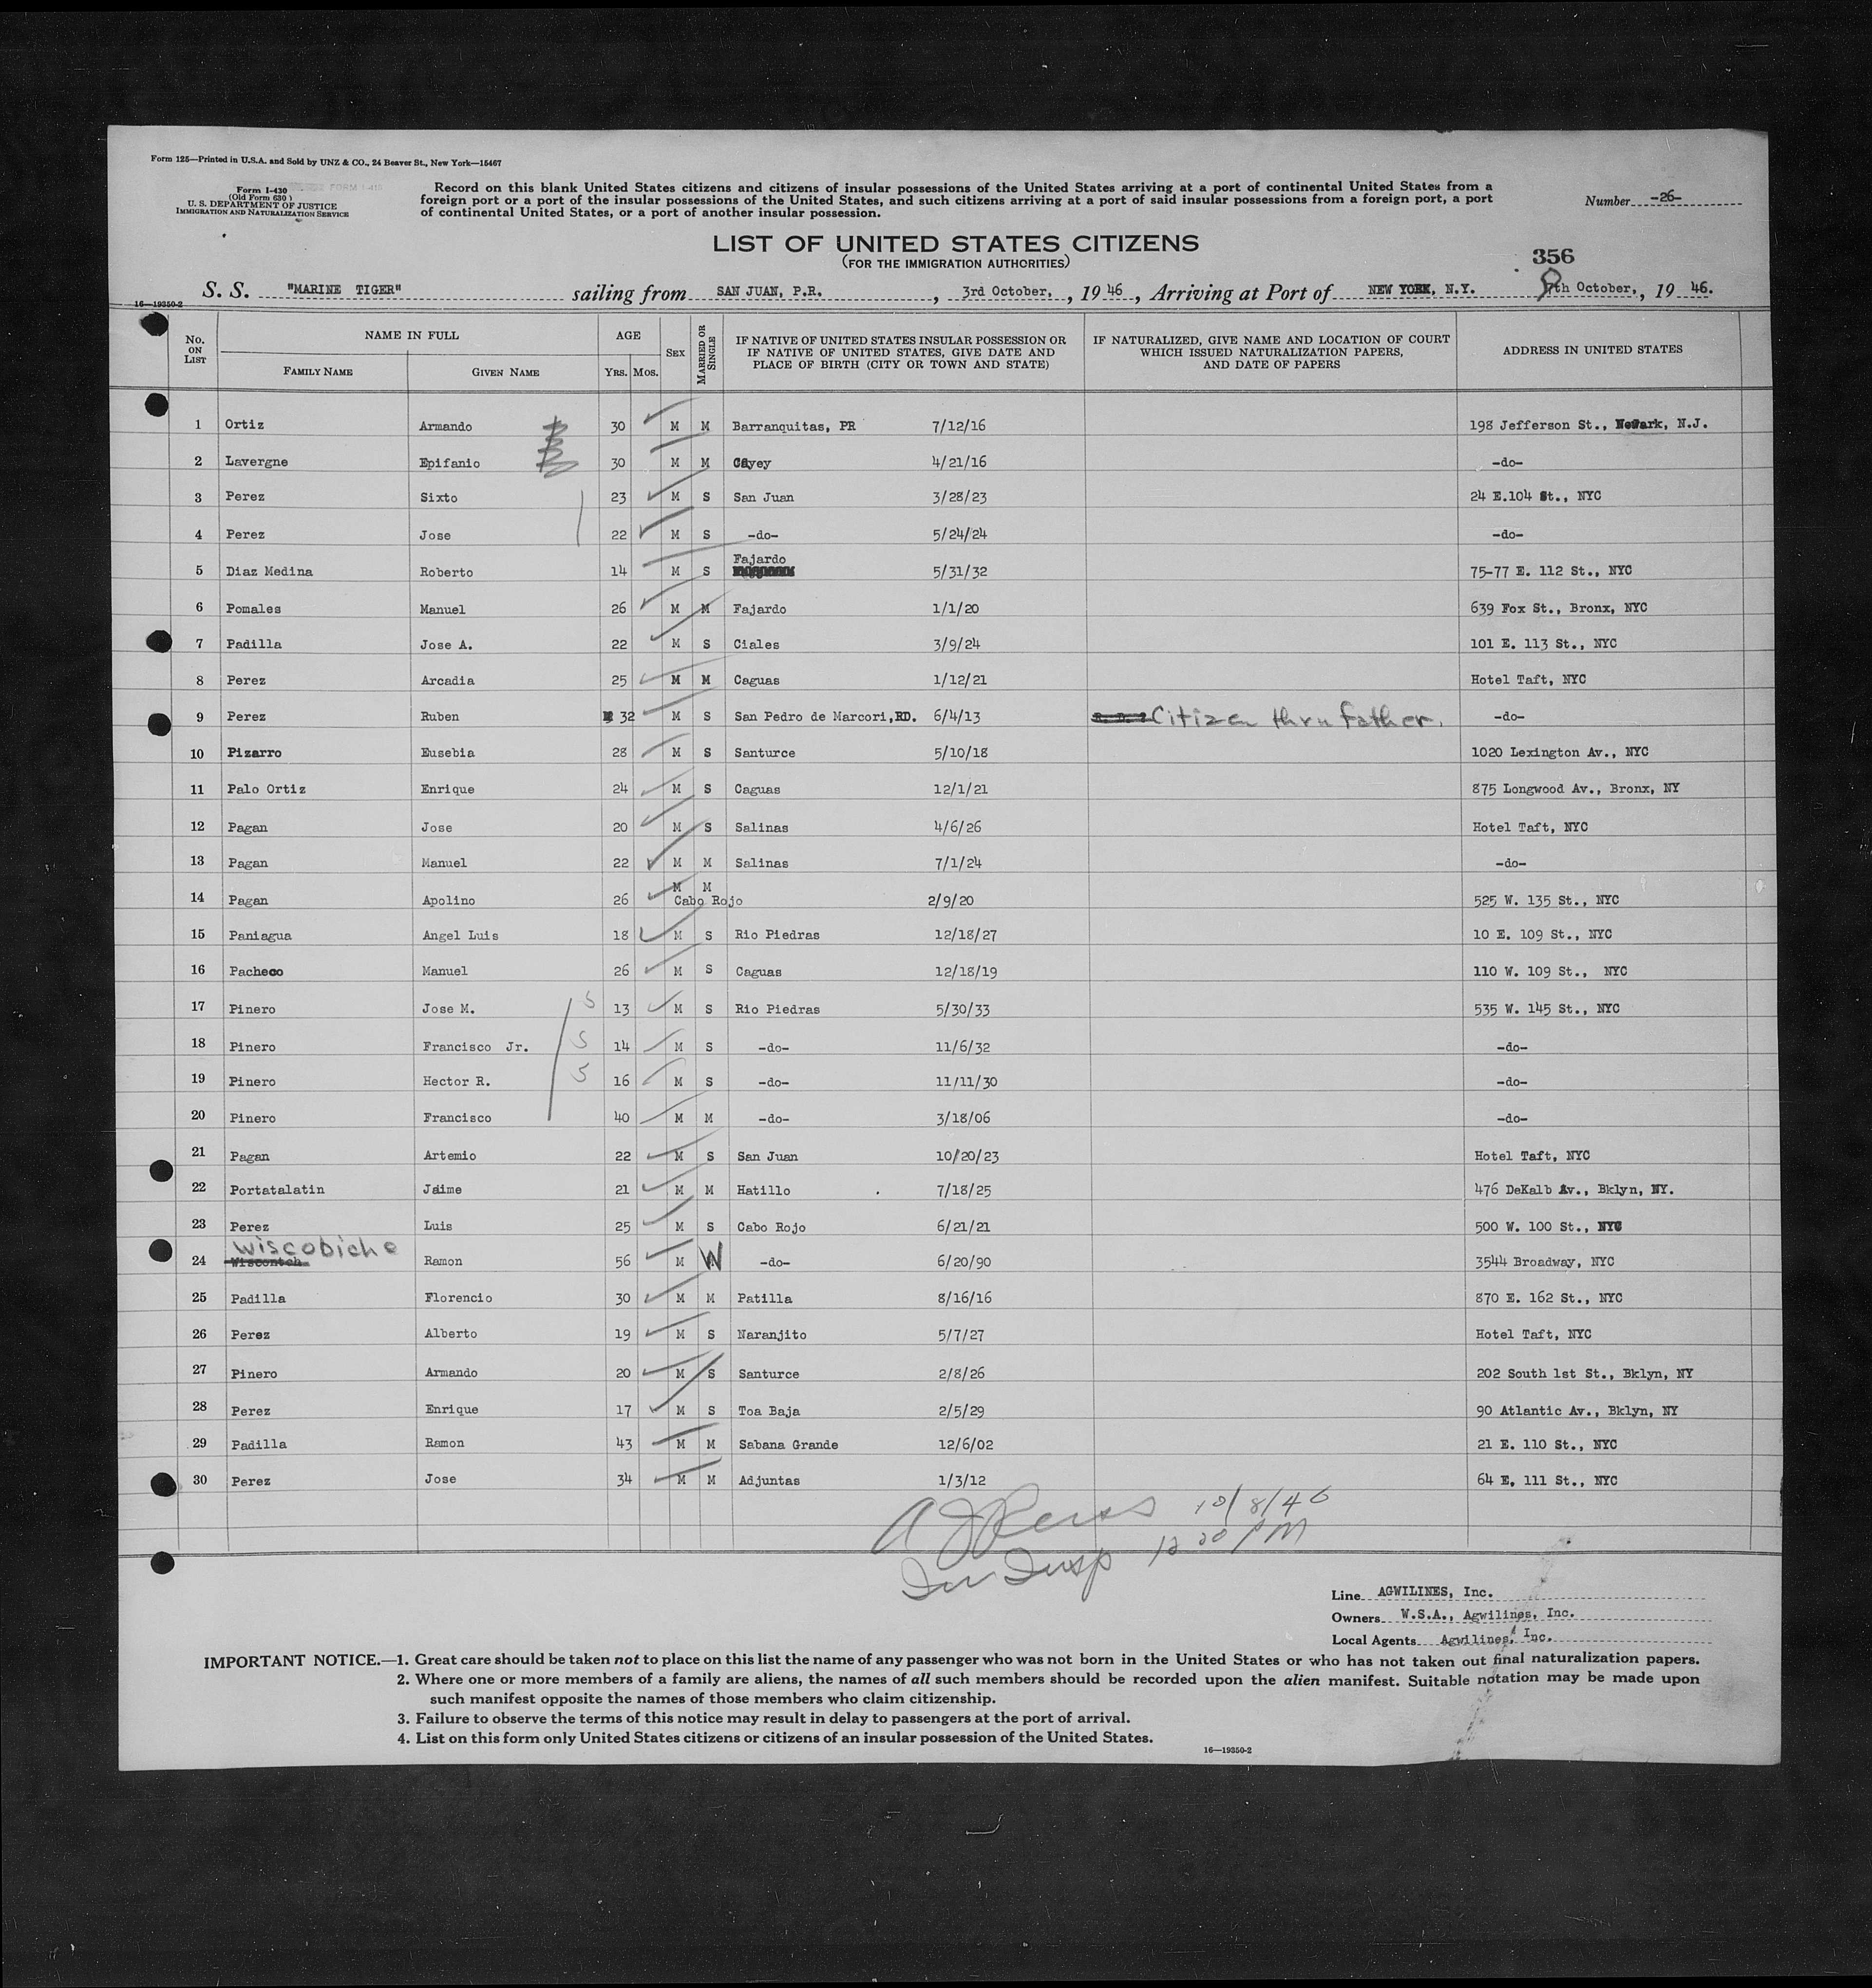 Form 125—Printed in U.S.A. and Sold by UNZ & CO., 24 Beaver St., New York—15467
Form I-430 FORM I-418
(Old Form 630)
U. S. DEPARTMENT OF JUSTICE
IMMIGRATION AND NATURALIZATION SERVICE
Record on this blank United States citizens and citizens of insular possessions of the United States arriving at a port of continental United States from a
foreign port or a port of the insular possessions of the United States, and such citizens arriving at a port of said insular possessions from a foreign port, a port
of continental United States, or a port of another insular possession.
Number -26-
LIST OF UNITED STATES CITIZENS
(FOR THE IMMIGRATION AUTHORITIES)
356
16—19350-2 S. S. "MARINE TIGER" sailing from SAN JUAN, P.R. , 3rd October, , 19 46 , Arriving at Port of NEW YORK, N.Y. 8th October, , 19 46.
No. ON LIST
NAME IN FULL
FAMILY NAME GIVEN NAME
AGE
YRS. MOS.
SEX
MARRIED OR SINGLE
IF NATIVE OF UNITED STATES INSULAR POSSESSION OR
IF NATIVE OF UNITED STATES, GIVE DATE AND
PLACE OF BIRTH (CITY OR TOWN AND STATE)
IF NATURALIZED, GIVE NAME AND LOCATION OF COURT
WHICH ISSUED NATURALIZATION PAPERS,
AND DATE OF PAPERS
ADDRESS IN UNITED STATES
1 Ortiz Armando 30 M M Barranquitas, PR 7/12/16 198 Jefferson St., Newark, N.J.
2 Lavergne Epifanio 30 M M Cayey 4/21/16 -do-
3 Perez Sixto 23 M S San Juan 3/28/23 24 E.104 St., NYC
4 Perez Jose 22 M S -do- 5/24/24 -do-
5 Diaz Medina Roberto 14 M S Fajardo 5/31/32 75-77 E. 112 St., NYC
6 Pomales Manuel 26 M M Fajardo 1/1/20 639 Fox St., Bronx, NYC
7 Padilla Jose A. 22 M S Ciales 3/9/24 101 E. 113 St., NYC
8 Perez Arcadia 25 M M Caguas 1/12/21 Hotel Taft, NYC
9 Perez Ruben 32 M S San Pedro de Marcori,RD. 6/4/13 Citizen thru father. -do-
10 Pizarro Eusebia 28 M S Santurce 5/10/18 1020 Lexington Av., NYC
11 Palo Ortiz Enrique 24 M S Caguas 12/1/21 875 Longwood Av., Bronx, NY
12 Pagan Jose 20 M S Salinas 4/6/26 Hotel Taft, NYC
13 Pagan Manuel 22 M M Salinas 7/1/24 -do-
14 Pagan Apolino 26 M M Cabo Rojo 2/9/20 525 W. 135 St., NYC
15 Paniagua Angel Luis 18 M S Rio Piedras 12/18/27 10 E. 109 St., NYC
16 Pacheco Manuel 26 M S Caguas 12/18/19 110 W. 109 St., NYC
17 Pinero Jose M. S 13 M S Rio Piedras 5/30/33 535 W. 145 St., NYC
18 Pinero Francisco Jr. S 14 M S -do- 11/6/32 -do-
19 Pinero Hector R. S 16 M S -do- 11/11/30 -do-
20 Pinero Francisco 40 M M -do- 3/18/06 -do-
21 Pagan Artemio 22 M S San Juan 10/20/23 Hotel Taft, NYC
22 Portatalatin Jaime 21 M M Hatillo 7/18/25 476 DeKalb Av., Bklyn, NY.
23 Perez Luis 25 M S Cabo Rojo 6/21/21 500 W. 100 St., NYC
24 Wiscobiche Ramon 56 M W -do- 6/20/90 3544 Broadway, NYC
25 Padilla Florencio 30 M M Patilla 8/16/16 870 E. 162 St., NYC
26 Perez Alberto 19 M S Naranjito 5/7/27 Hotel Taft, NYC
27 Pinero Armando 20 M S Santurce 2/8/26 202 South 1st St., Bklyn, NY
28 Perez Enrique 17 M S Toa Baja 2/5/29 90 Atlantic Av., Bklyn, NY
29 Padilla Ramon 43 M M Sabana Grande 12/6/02 21 E. 110 St., NYC
30 Perez Jose 34 M M Adjuntas 1/3/12 64 E. 111 St., NYC
10/8/46
Insp 12 20 PM
Line AGWILINES, Inc.
Owners W.S.A., Agwilines, Inc.
Local Agents Agwilines, Inc.
IMPORTANT NOTICE.—1. Great care should be taken not to place on this list the name of any passenger who was not born in the United States or who has not taken out final naturalization papers.
2. Where one or more members of a family are aliens, the names of all such members should be recorded upon the alien manifest. Suitable notation may be made upon
such manifest opposite the names of those members who claim citizenship.
3. Failure to observe the terms of this notice may result in delay to passengers at the port of arrival.
4. List on this form only United States citizens or citizens of an insular possession of the United States.
16—19350-2